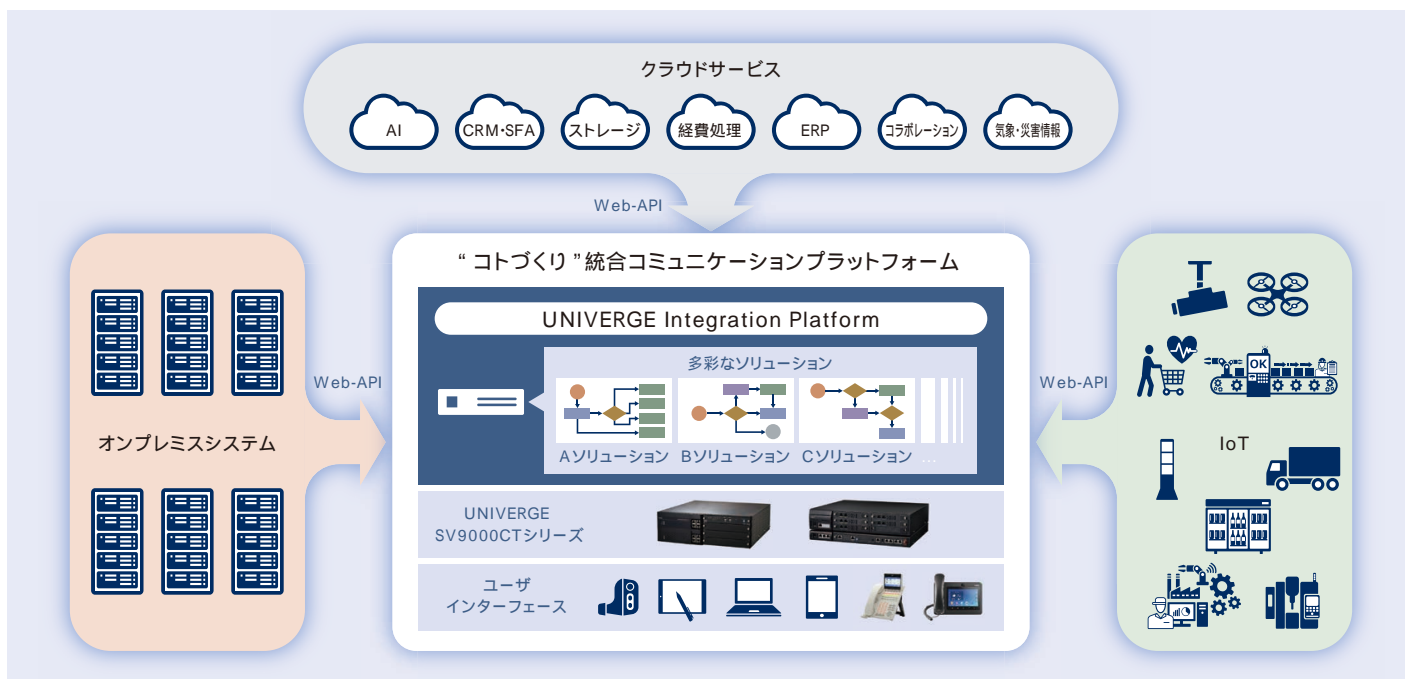 クラウドサービス
AI
CRM・SFA
ストレージ
経費処理
ERP
コラボレーション
気象・災害情報
Web-API
“コトづくり”統合コミュニケーションプラットフォーム
UNIVERGE Integration Platform
多彩なソリューション
Aソリューション
Bソリューション
Cソリューション
…
Web-API
オンプレミスシステム
Web-API
OK
IoT
UNIVERGE
SV9000CTシリーズ
ユーザ
インターフェース